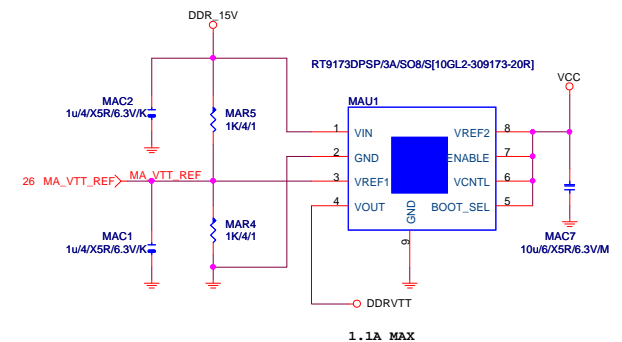 DDR_15V
RT9173DPSP/3A/SO8/S[10GL2-309173-20R]
VCC
MAC2
1u/4/X5R/6.3V/K
MAR5
1K/4/1
MAU1
1 VIN VREF2 8
2 GND ENABLE 7
3 VREF1 VCNTL 6
4 VOUT BOOT_SEL 5
GND
9
26 MA_VTT_REF MA_VTT_REF
MAC1
1u/4/X5R/6.3V/K
MAR4
1K/4/1
MAC7
10u/6/X5R/6.3V/M
DDRVTT
1.1A MAX